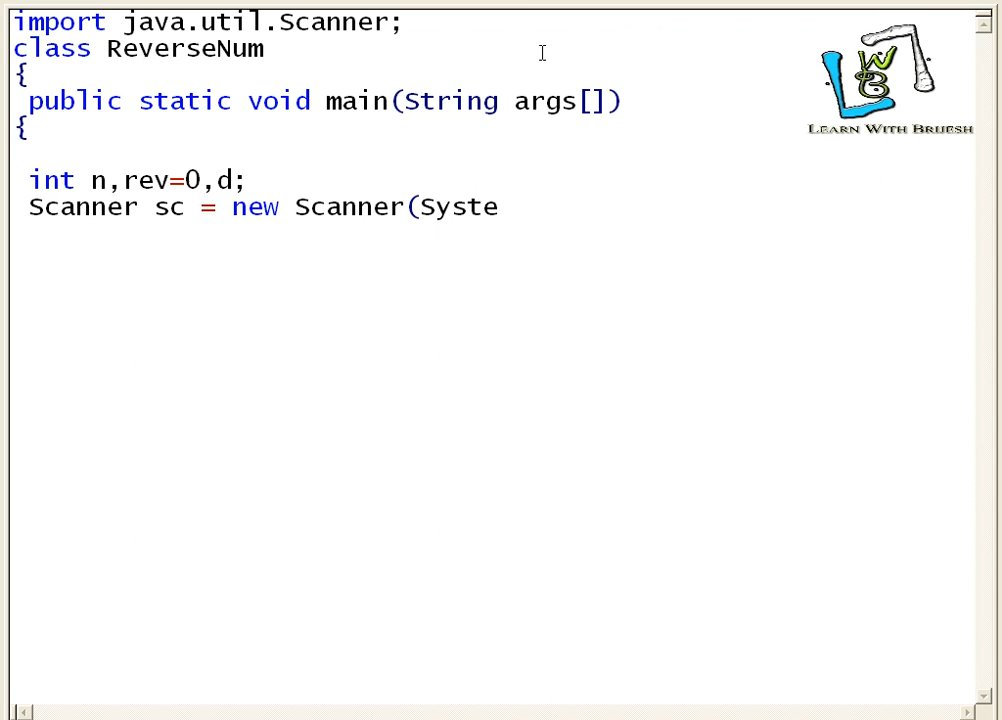 import java.util.Scanner;
class ReverseNum
{
public static void main(String args[])
{
int n,rev=0,d;
Scanner sc = new Scanner(Syste
LWB
LEARN WITH BRIJESH